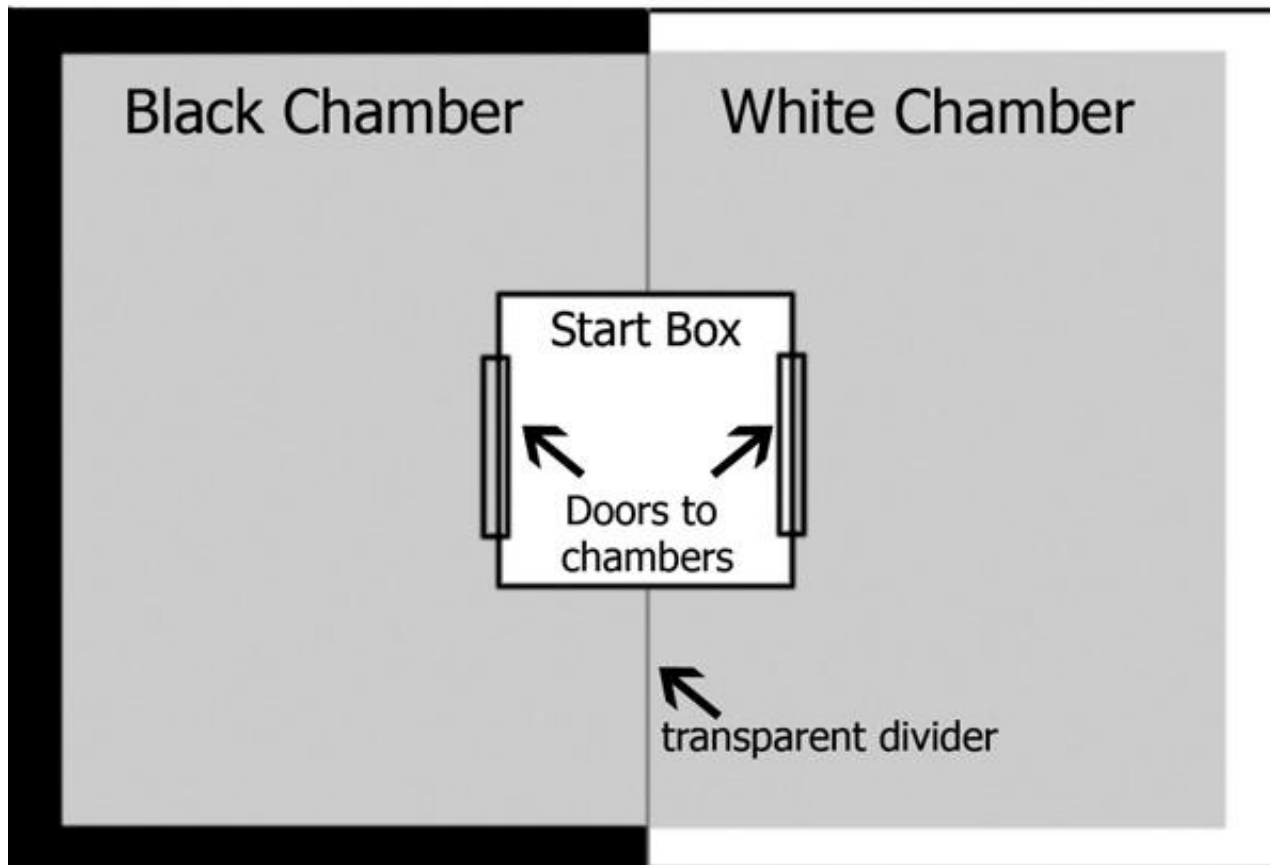 Black Chamber
White Chamber
Start Box
Doors to
chambers
transparent divider